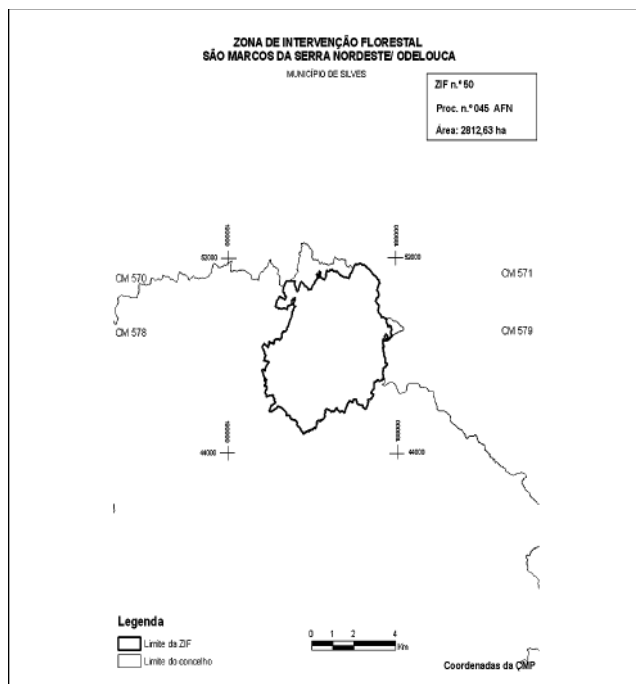 ZONA DE INTERVENÇÃO FLORESTAL
SÃO MARCOS DA SERRA NORDESTE/ ODELOUCA
MUNICÍPIO DE SILVES
ZIF n.º 50
Proc. n.º 045 AFN
Área: 2812,63 ha
52000
52000
CM 570
CM 571
CM 578
CM 579
44000
44000
Legenda
Limite da ZIF
Limite do concelho
0 1 2 4
Km
Coordenadas da CMP